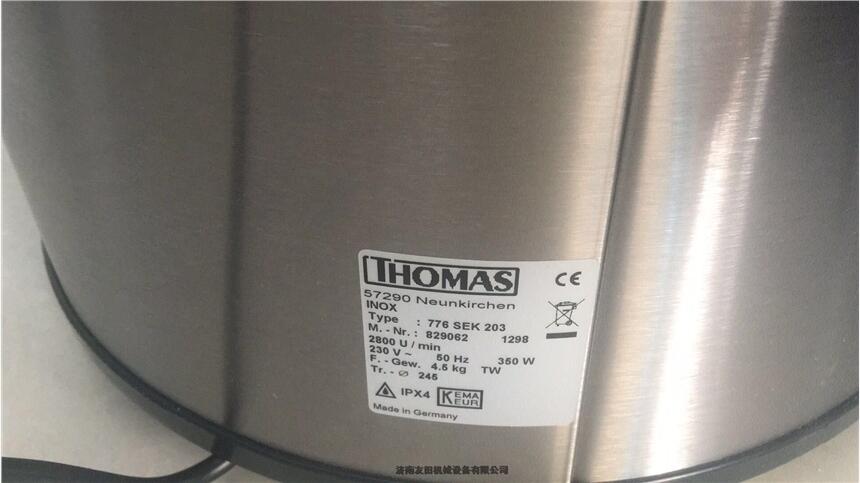 THOMAS CE
57290 Neunkirchen
INOX
Type : 776 SEK 203
M. - Nr. : 829062 1298
2800 U / min
230 V ~ 50 Hz 350 W
F. - Gew. 4.5 kg TW
Tr. - ⌀ 245
IPX4 KEMA EUR
Made in Germany
济南友田机械设备有限公司